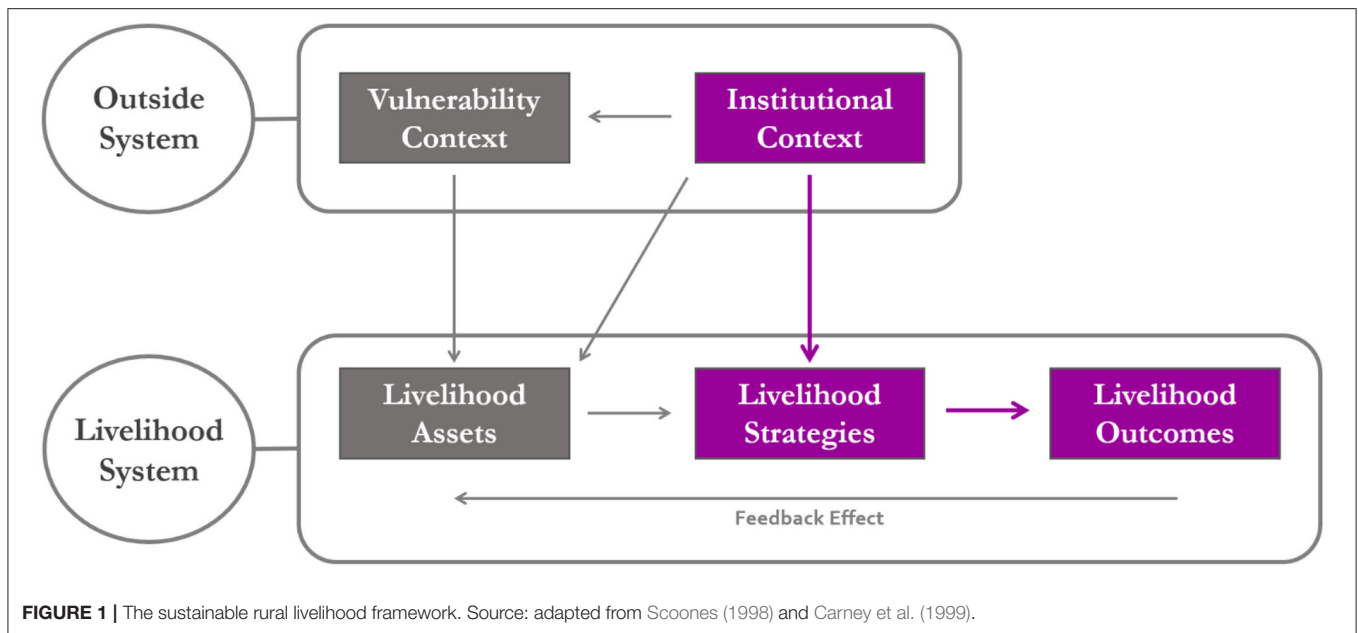 Outside
System
Vulnerability
Context
Institutional
Context
Livelihood
System
Livelihood
Assets
Livelihood
Strategies
Livelihood
Outcomes
Feedback Effect
FIGURE 1 | The sustainable rural livelihood framework. Source: adapted from Scoones (1998) and Carney et al. (1999).